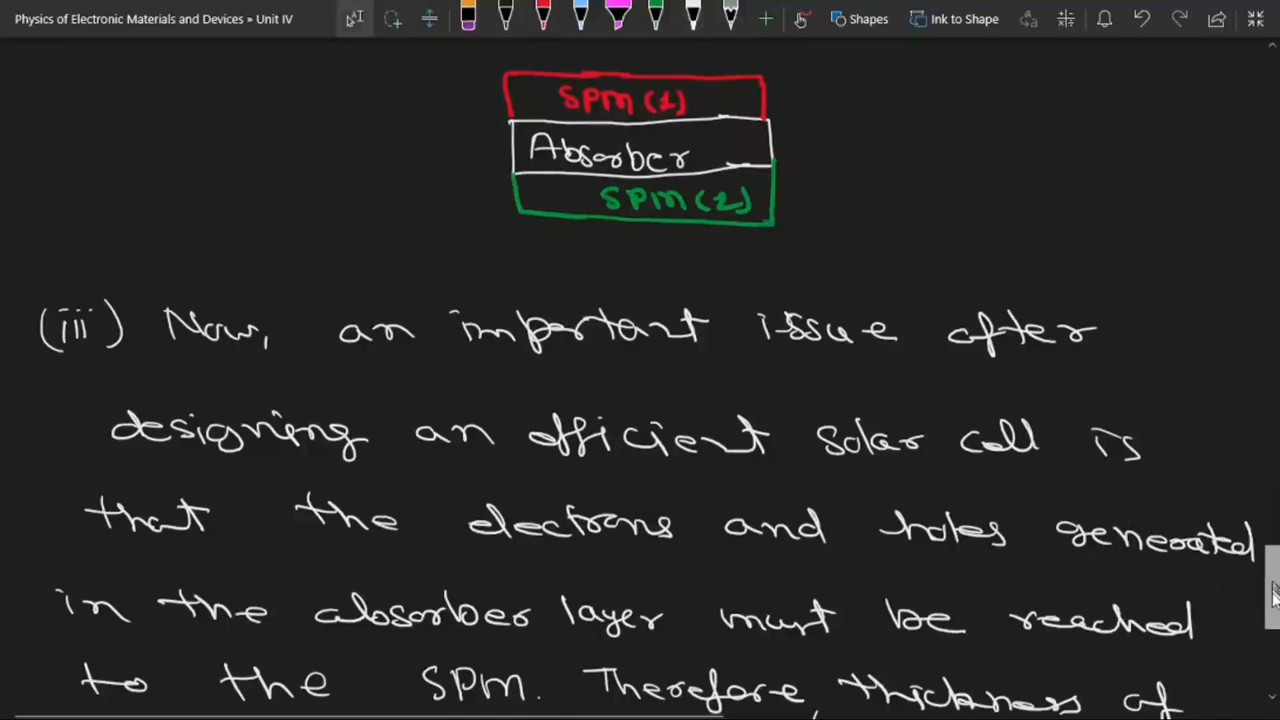 Physics of Electronic Materials and Devices » Unit IV
Shapes
Ink to Shape
SPM (1)
Absorber
SPM (2)
(iii) Now, an important issue after
designing an efficient solar cell is
that the electrons and holes generated
in the absorber layer must be reached
to the SPM. Therefore, thickness of